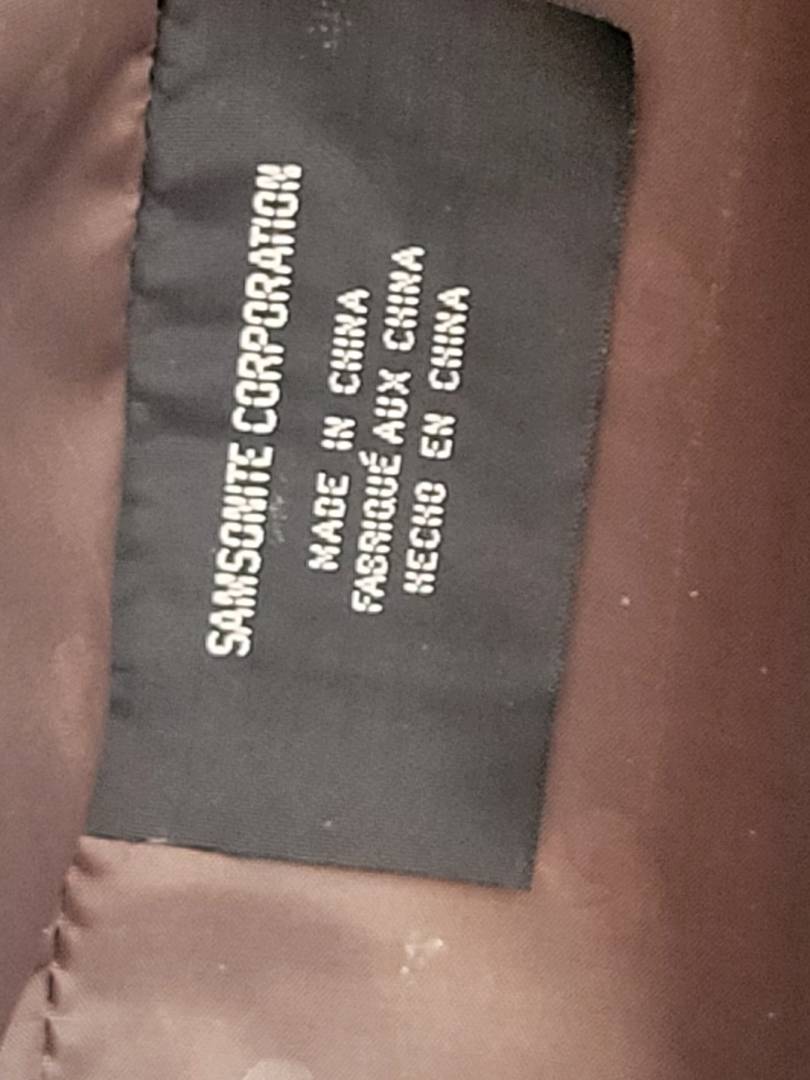 SAMSONITE CORPORATION
MADE IN CHINA
FABRIQUÉ AUX CHINA
HECHO EN CHINA